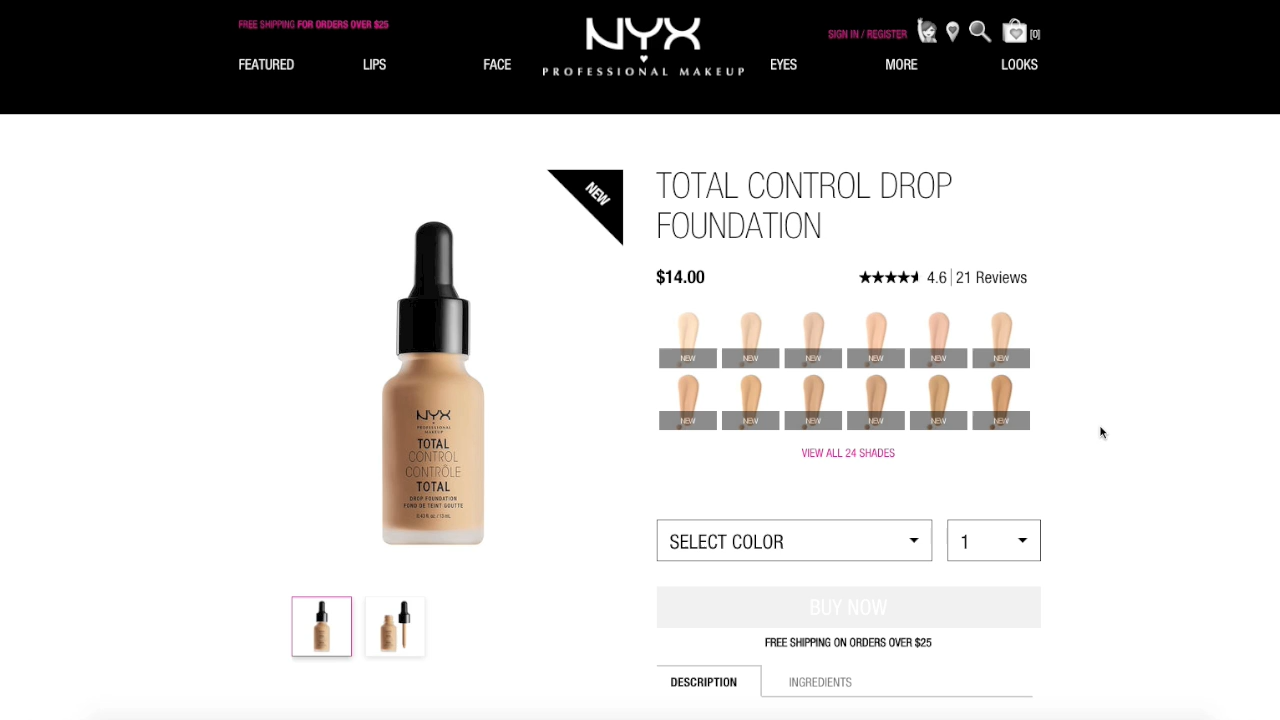 FREE SHIPPING FOR ORDERS OVER $25
NYX
PROFESSIONAL MAKEUP
SIGN IN / REGISTER
[0]
FEATURED
LIPS
FACE
EYES
MORE
LOOKS
NEW
TOTAL CONTROL DROP
FOUNDATION
$14.00
4.6 | 21 Reviews
NEW NEW NEW NEW NEW NEW
NEW NEW NEW NEW NEW NEW
VIEW ALL 24 SHADES
NYX
PROFESSIONAL
MAKEUP
TOTAL
CONTROL
CONTRÔLE
TOTAL
DROP FOUNDATION
FOND DE TEINT GOUTTE
SELECT COLOR
1
BUY NOW
FREE SHIPPING ON ORDERS OVER $25
DESCRIPTION
INGREDIENTS